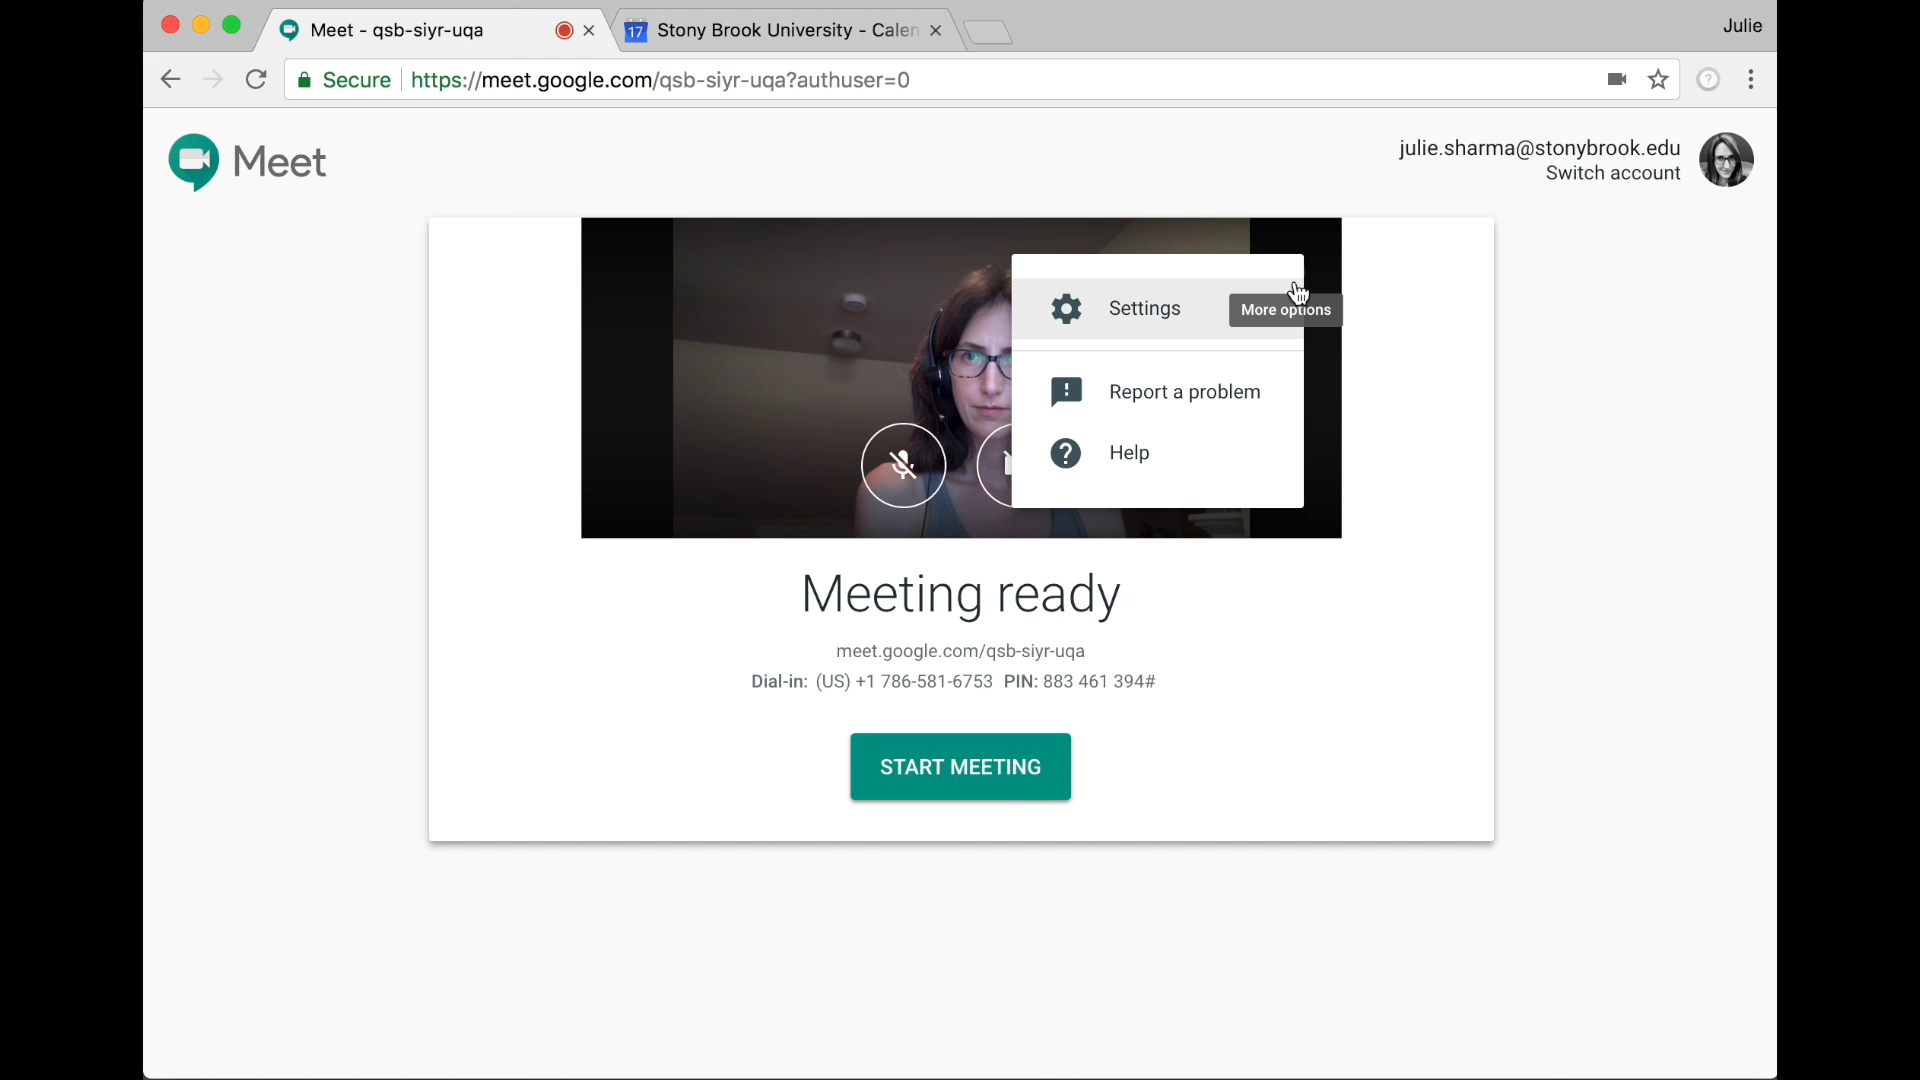 Meet - qsb-siyr-uqa
17 Stony Brook University - Calen
Julie
Secure https://meet.google.com/qsb-siyr-uqa?authuser=0
Meet
julie.sharma@stonybrook.edu
Switch account
Settings
More options
Report a problem
Help
Meeting ready
meet.google.com/qsb-siyr-uqa
Dial-in: (US) +1 786-581-6753 PIN: 883 461 394#
START MEETING